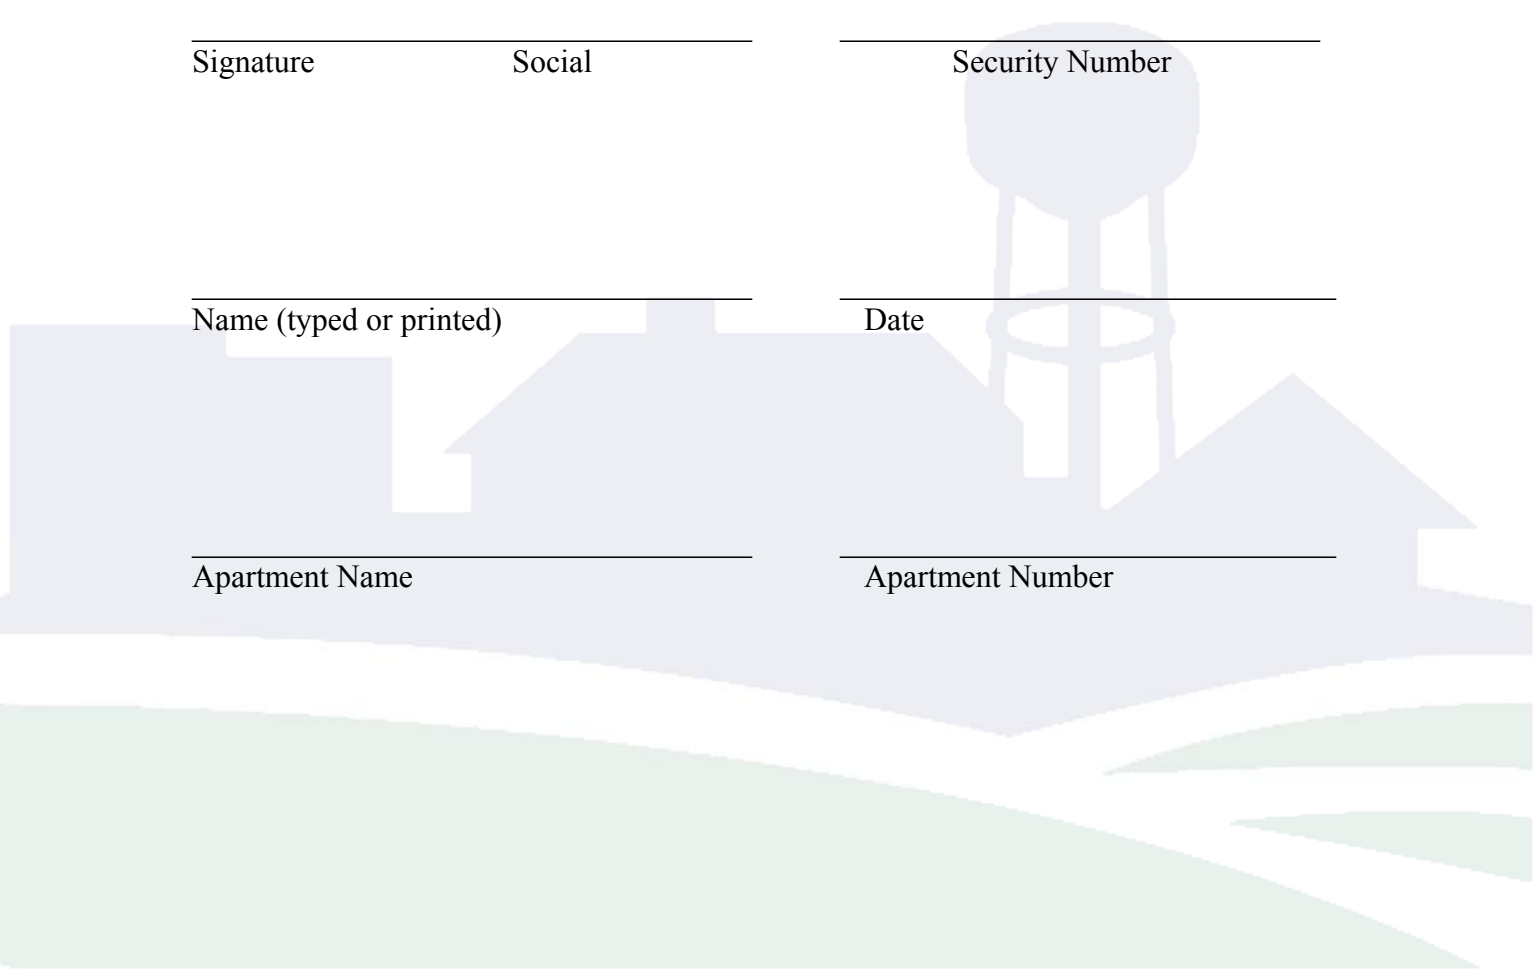 Signature Social Security Number
Name (typed or printed) Date
Apartment Name Apartment Number